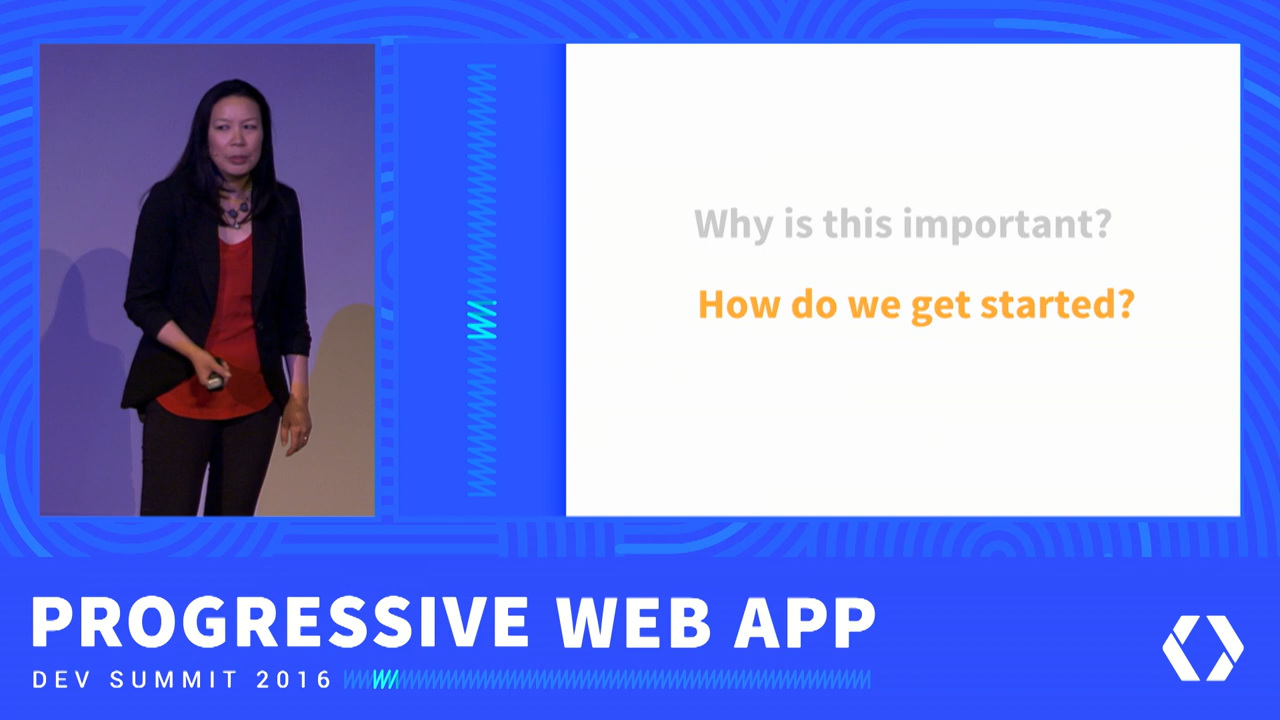 Why is this important?
How do we get started?
PROGRESSIVE WEB APP
DEV SUMMIT 2016